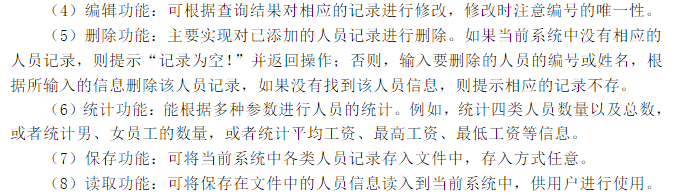 （4）编辑功能：可根据查询结果对相应的记录进行修改，修改时注意编号的唯一性。
（5）删除功能：主要实现对已添加的人员记录进行删除。如果当前系统中没有相应的
人员记录，则提示“记录为空！”并返回操作；否则，输入要删除的人员的编号或姓名，根
据所输入的信息删除该人员记录，如果没有找到该人员信息，则提示相应的记录不存。
（6）统计功能：能根据多种参数进行人员的统计。例如，统计四类人员数量以及总数，
或者统计男、女员工的数量，或者统计平均工资、最高工资、最低工资等信息。
（7）保存功能：可将当前系统中各类人员记录存入文件中，存入方式任意。
（8）读取功能：可将保存在文件中的人员信息读入到当前系统中，供用户进行使用。